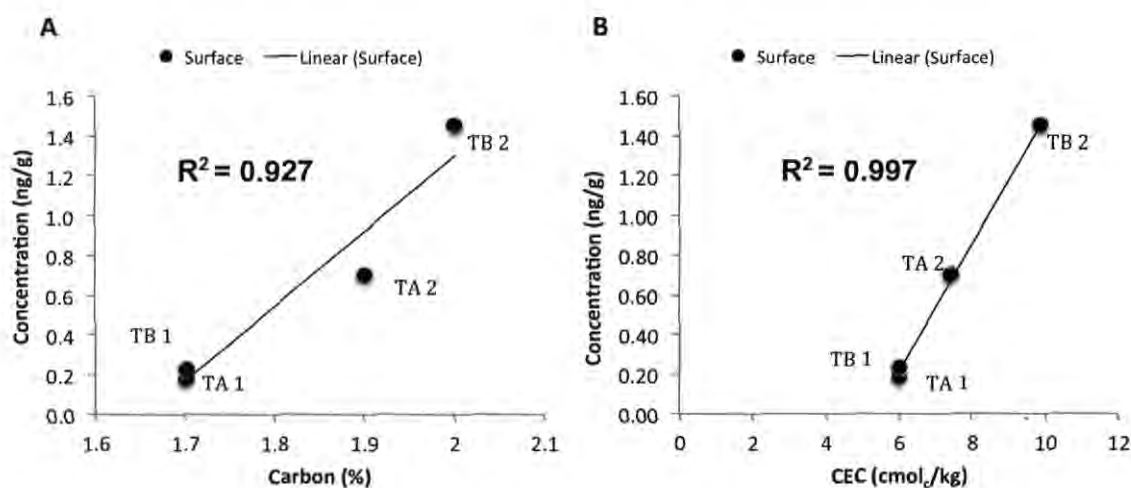 A
● Surface — Linear (Surface)
Concentration (ng/g)
1.6
1.4
1.2
1.0
0.8
0.6
0.4
0.2
0.0
R² = 0.927
TB 2
TA 2
TB 1
TA 1
1.6 1.7 1.8 1.9 2 2.1
Carbon (%)
B
● Surface — Linear (Surface)
Concentration (ng/g)
1.60
1.40
1.20
1.00
0.80
0.60
0.40
0.20
0.00
R² = 0.997
TB 2
TA 2
TB 1
TA 1
0 2 4 6 8 10 12
CEC (cmolc/kg)